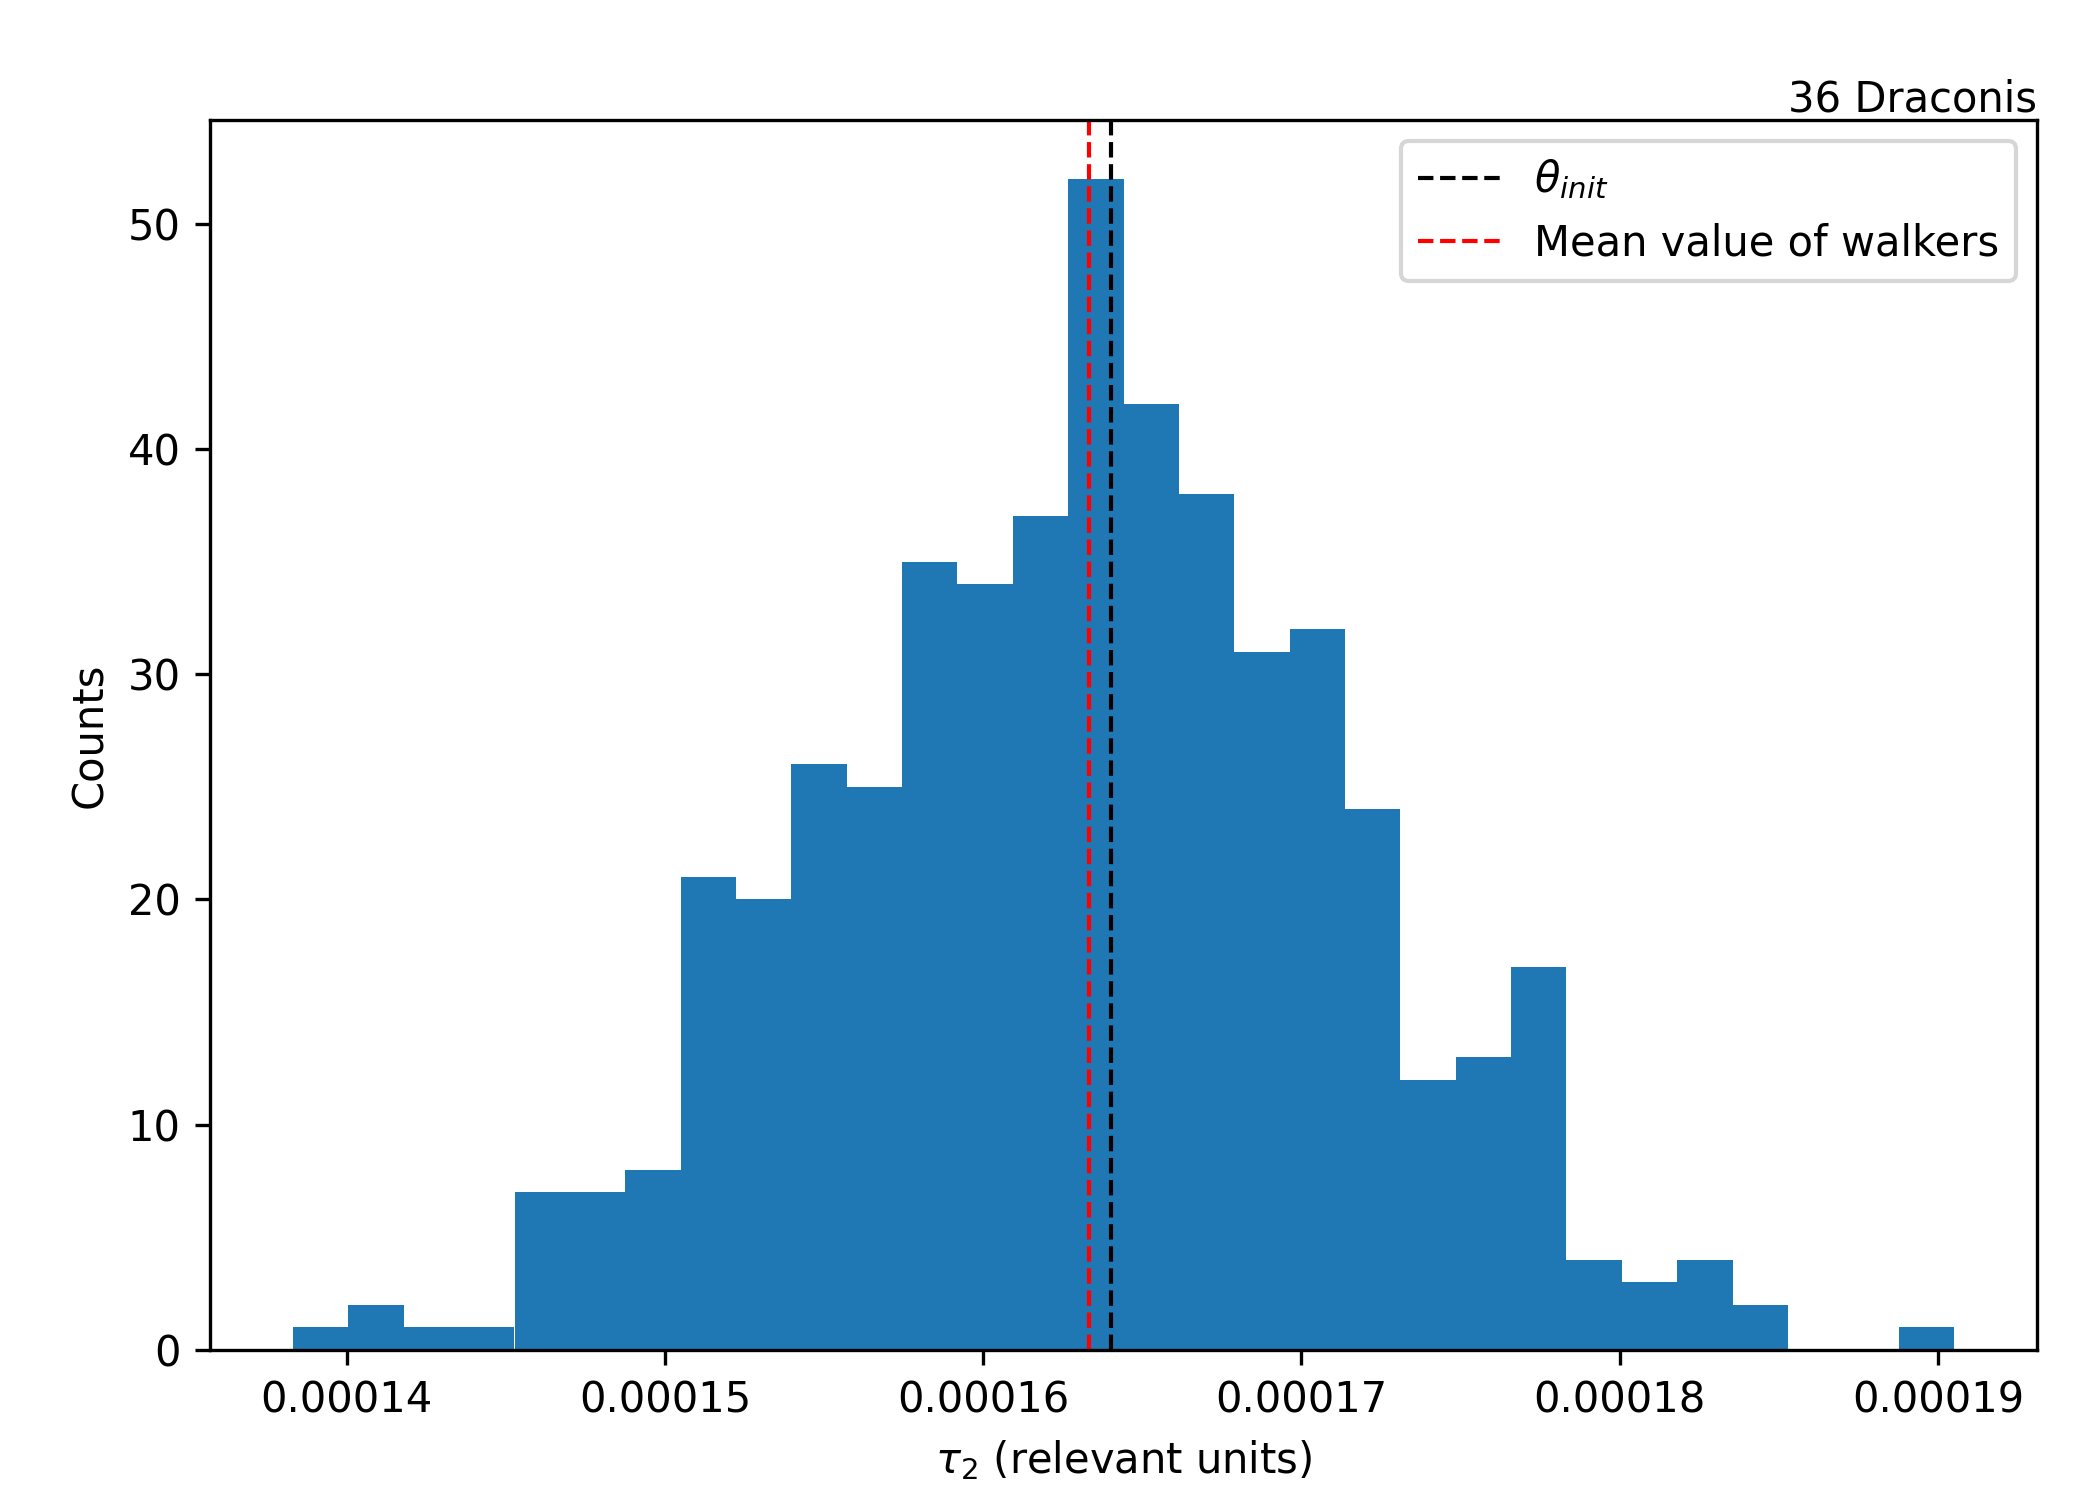 36 Draconis
θ_init
Mean value of walkers
50
40
30
20
10
0
Counts
0.00014 0.00015 0.00016 0.00017 0.00018 0.00019
τ₂ (relevant units)